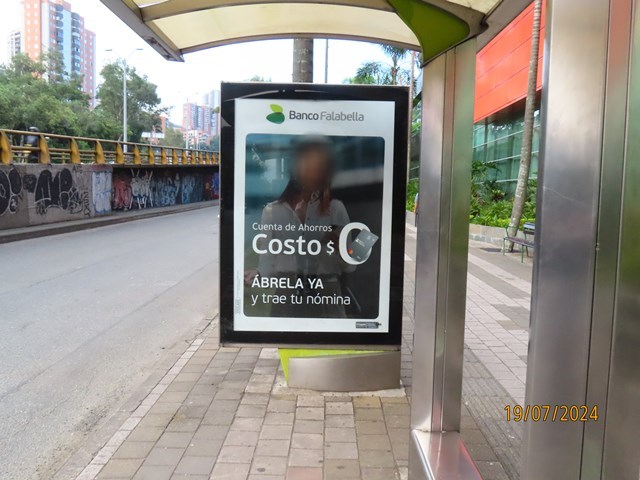 Banco Falabella
Cuenta de Ahorros
Costo $0
ÁBRELA YA
y trae tu nómina
19/07/2024